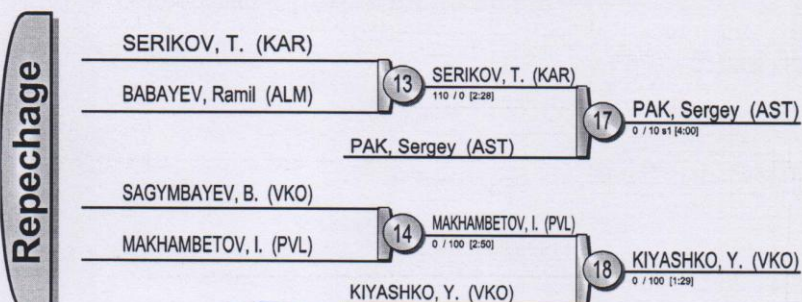 Repechage
SERIKOV, T. (KAR)
BABAYEV, Ramil (ALM)
13
SERIKOV, T. (KAR)
110 / 0 [2:28]
PAK, Sergey (AST)
17
PAK, Sergey (AST)
0 / 10 s1 [4:00]
SAGYMBAYEV, B. (VKO)
MAKHAMBETOV, I. (PVL)
14
MAKHAMBETOV, I. (PVL)
0 / 100 [2:50]
KIYASHKO, Y. (VKO)
18
KIYASHKO, Y. (VKO)
0 / 100 [1:29]